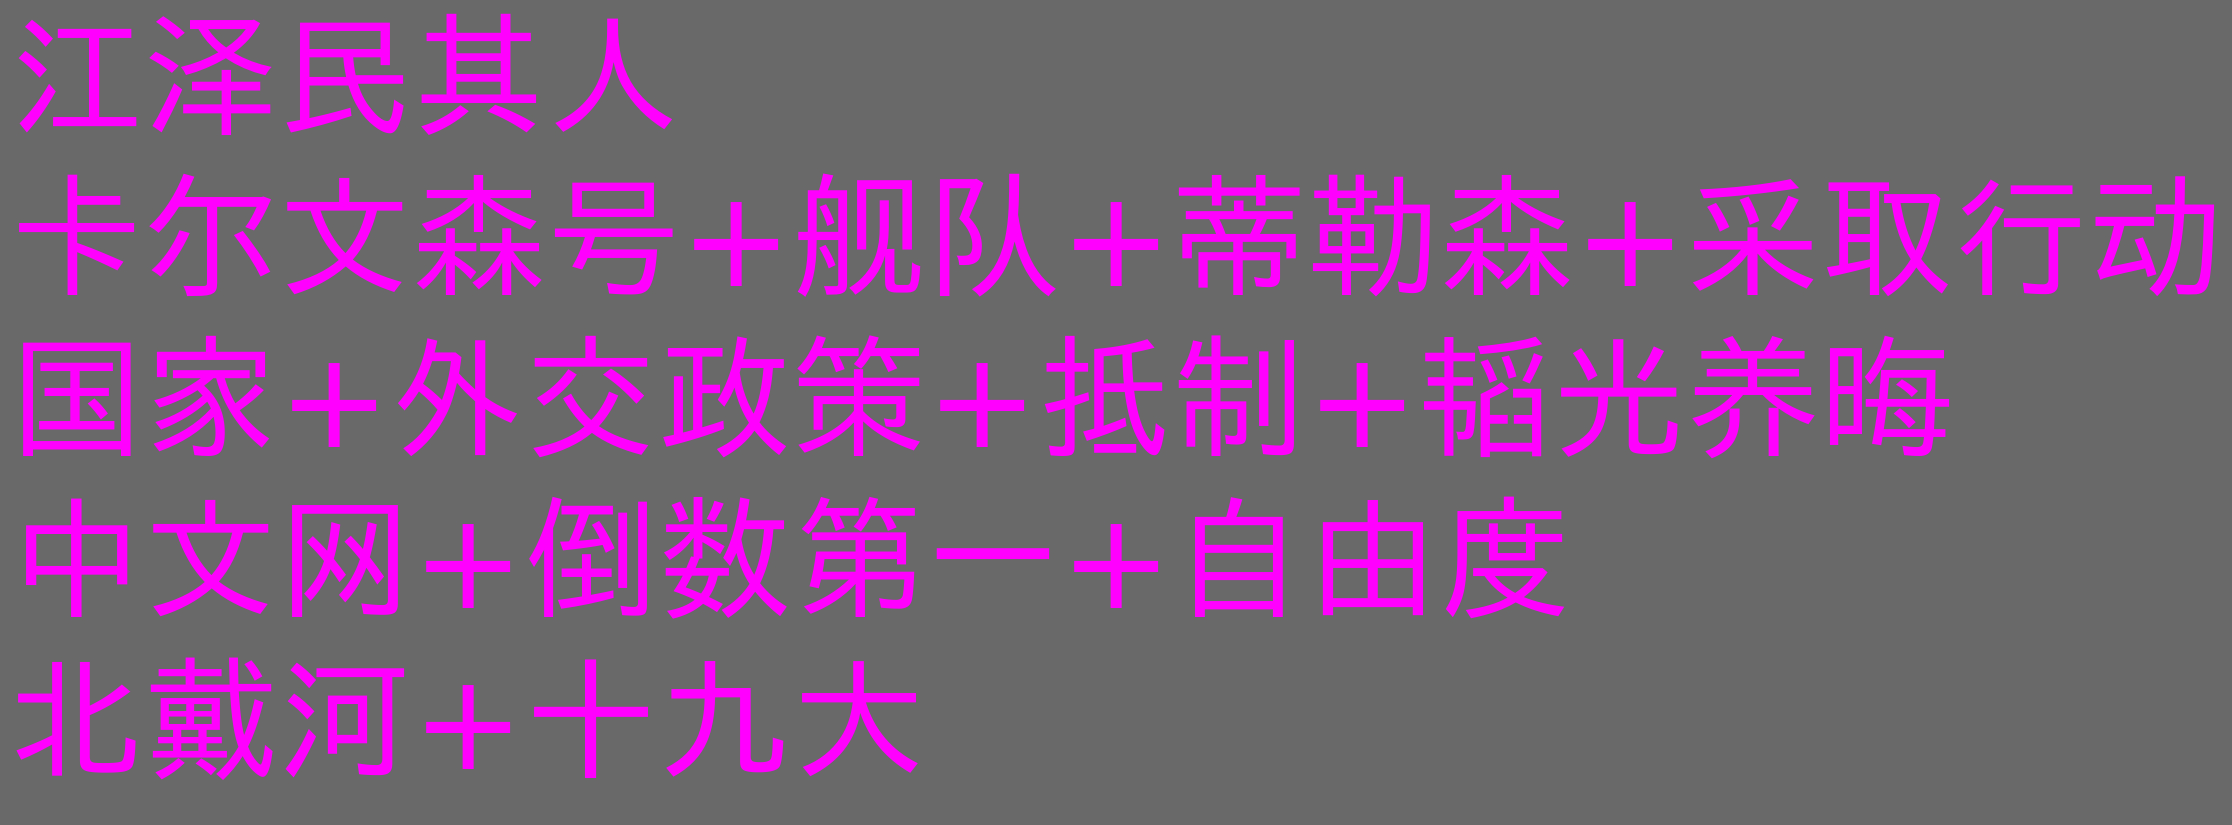 江泽民其人
卡尔文森号+舰队+蒂勒森+采取行动
国家+外交政策+抵制+韬光养晦
中文网+倒数第一+自由度
北戴河+十九大